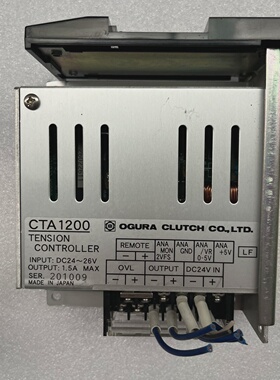 CTA1200 OGURA CLUTCH CO.,LTD.
TENSION
CONTROLLER
INPUT: DC24～26V
OUTPUT: 1.5A MAX
SER. 201009
MADE IN JAPAN
REMOTE
－ ＋
ANA MON 2VFS
ANA GND
ANA /VR 0-5V
ANA +5V
LF
OVL OUTPUT DC24V IN
－ ＋ － ＋ － ＋